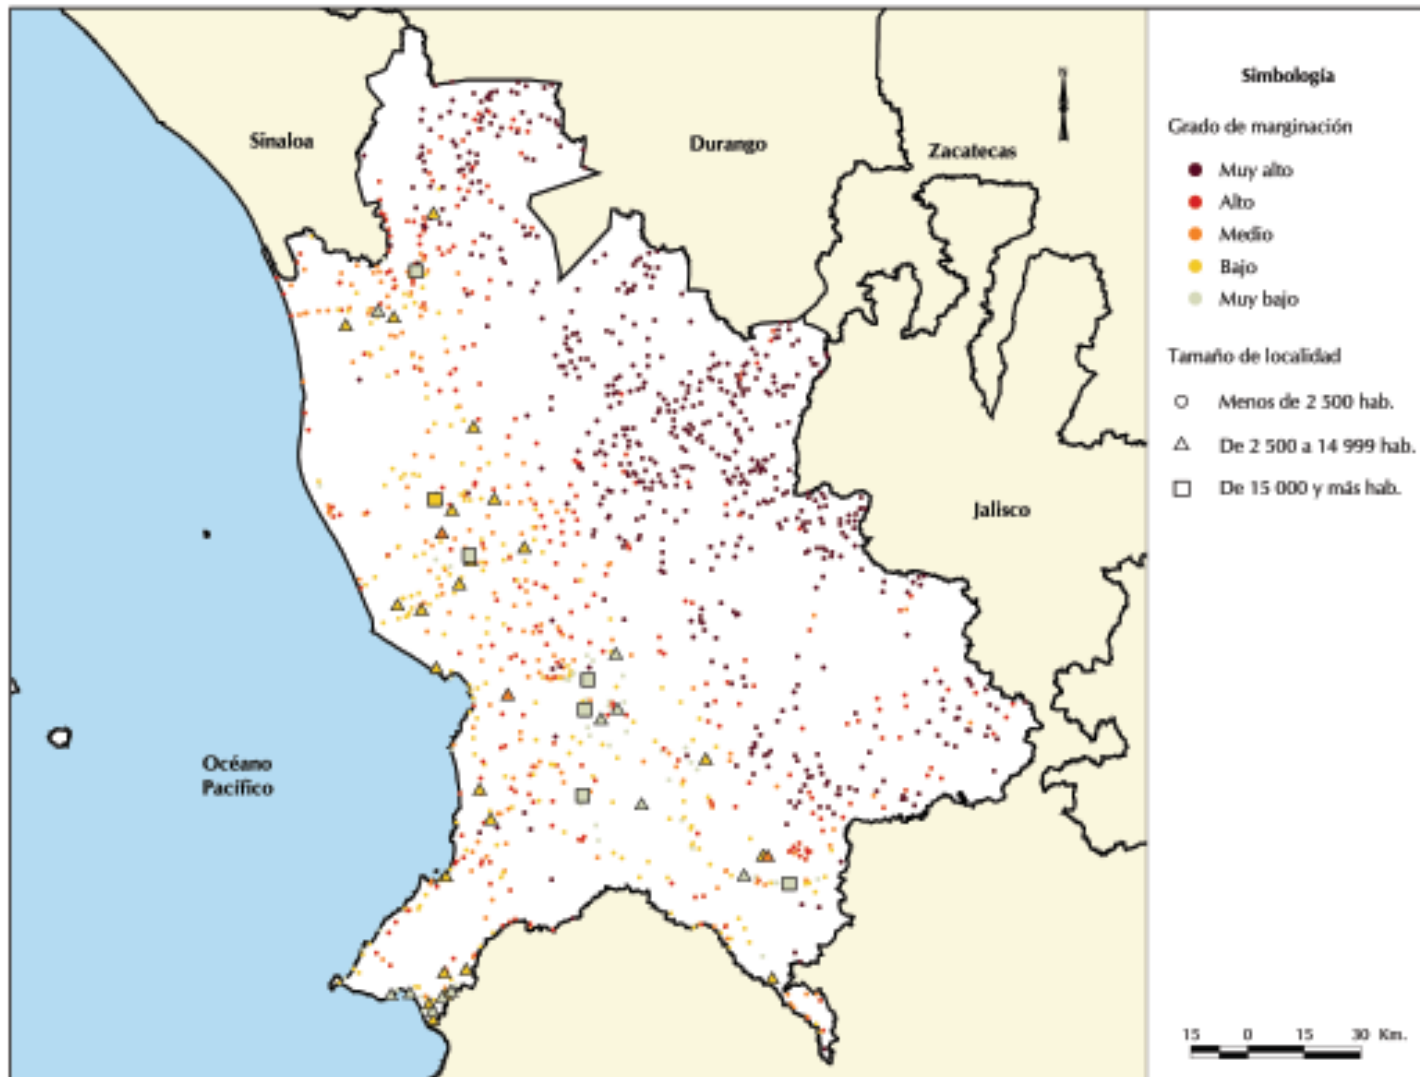 Sinaloa
Durango
Zacatecas
Jalisco
Océano
Pacífico
N
Simbología
Grado de marginación
Muy alto
Alto
Medio
Bajo
Muy bajo
Tamaño de localidad
Menos de 2 500 hab.
De 2 500 a 14 999 hab.
De 15 000 y más hab.
15 0 15 30 Km.